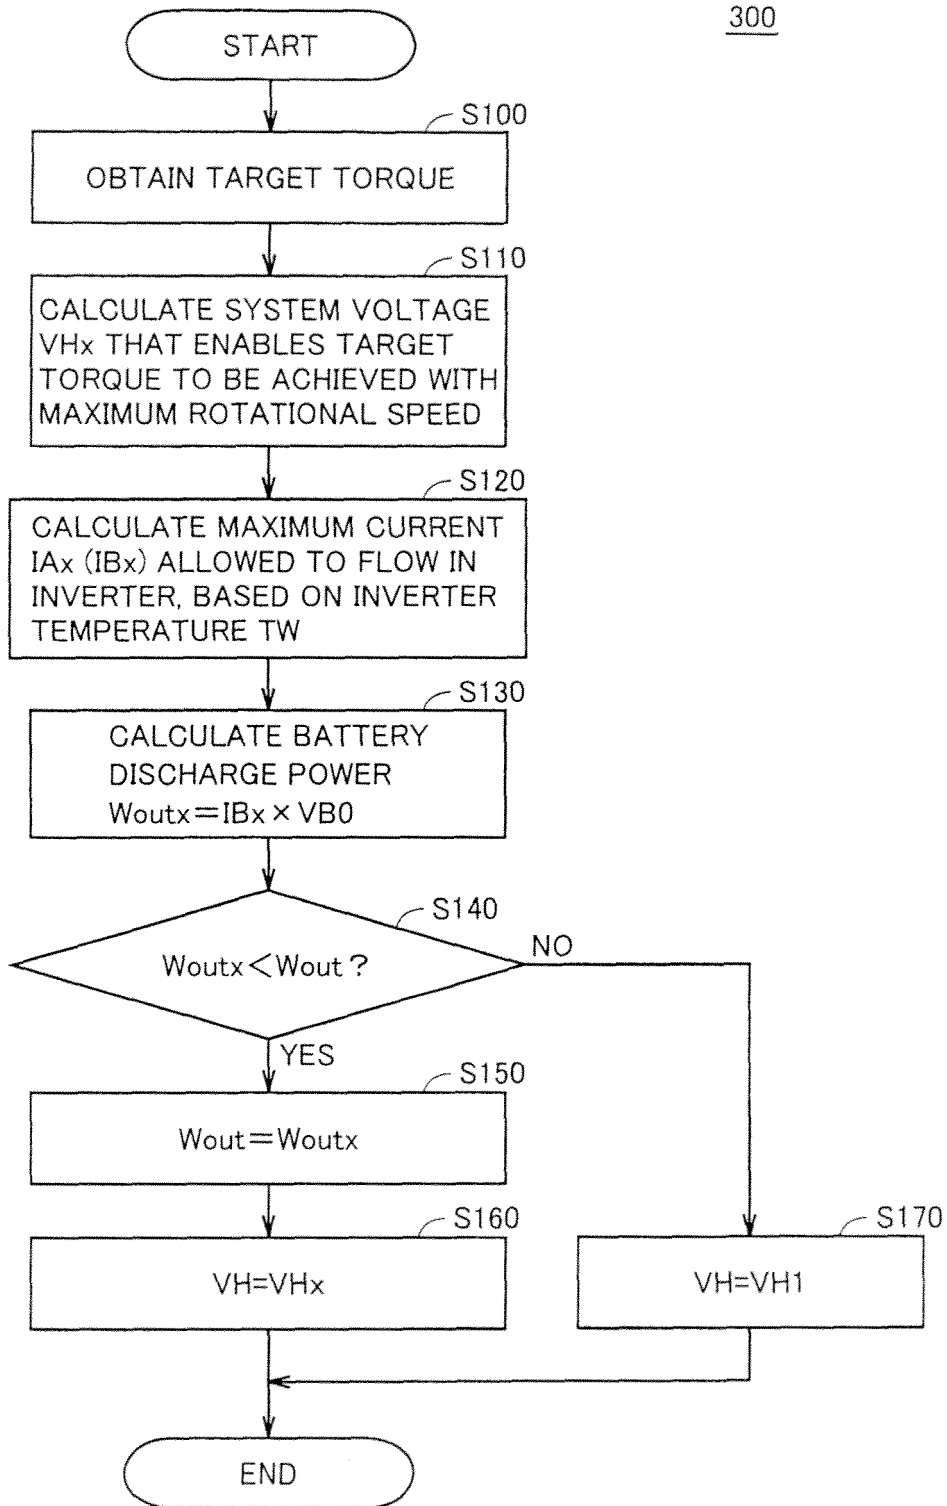 300
START
S100
OBTAIN TARGET TORQUE
S110
CALCULATE SYSTEM VOLTAGE
VHx THAT ENABLES TARGET
TORQUE TO BE ACHIEVED WITH
MAXIMUM ROTATIONAL SPEED
S120
CALCULATE MAXIMUM CURRENT
IAx (IBx) ALLOWED TO FLOW IN
INVERTER, BASED ON INVERTER
TEMPERATURE TW
S130
CALCULATE BATTERY
DISCHARGE POWER
Woutx=IBx×VB0
S140
Woutx<Wout?
NO
YES
S150
Wout=Woutx
S160
VH=VHx
S170
VH=VH1
END